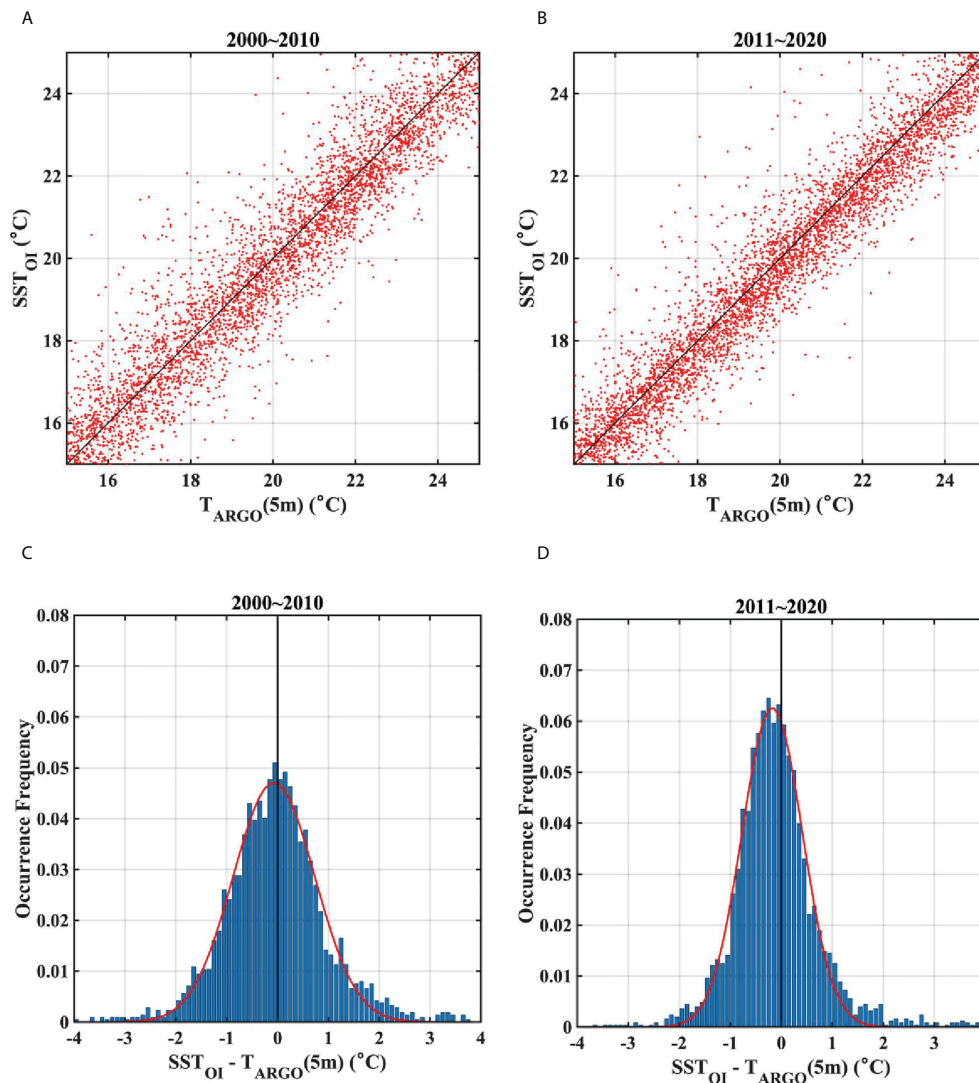 A
B
2000~2010
2011~2020
24
22
20
18
16
SST_OI (°C)
16 18 20 22 24
T_ARGO(5m) (°C)
24
22
20
18
16
SST_OI (°C)
16 18 20 22 24
T_ARGO(5m) (°C)
C
D
2000~2010
2011~2020
0.08
0.07
0.06
0.05
0.04
0.03
0.02
0.01
0
Occurrence Frequency
-4 -3 -2 -1 0 1 2 3 4
SST_OI - T_ARGO(5m) (°C)
0.08
0.07
0.06
0.05
0.04
0.03
0.02
0.01
0
Occurrence Frequency
-4 -3 -2 -1 0 1 2 3
SST_OI - T_ARGO(5m) (°C)